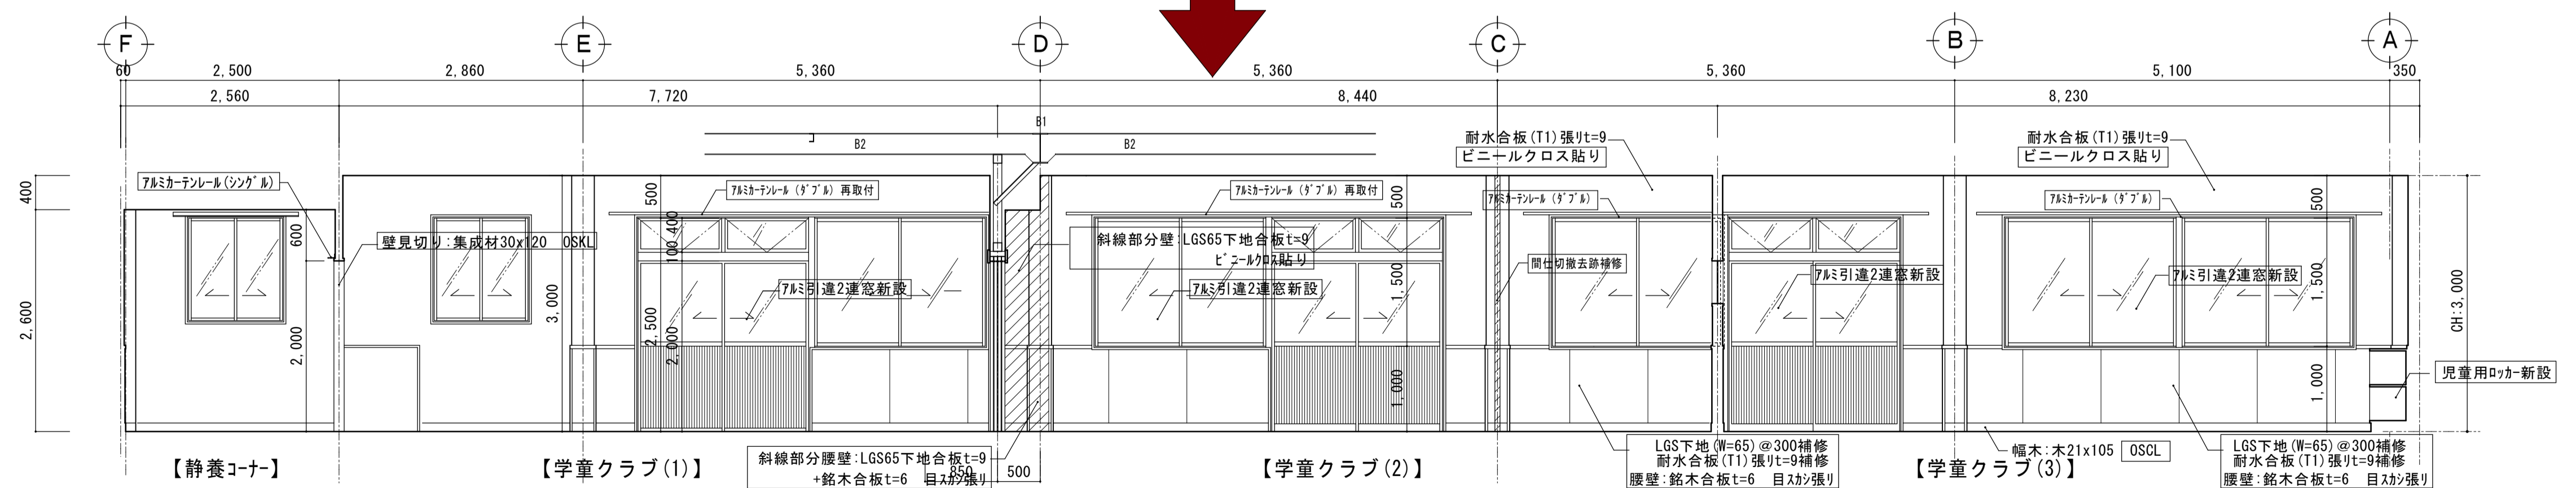 F
E
D
C
B
A
60
2,500
2,860
5,360
5,360
5,360
5,100
350
2,560
7,720
8,440
8,230
B1
B2
B2
耐水合板(T1)張りt=9
ビニールクロス貼り
耐水合板(T1)張りt=9
ビニールクロス貼り
400
2,600
アルミカーテンレール(シングル)
600
2,000
壁見切り:集成材30x120 OSKL
3,000
500
アルミカーテンレール(ダブル) 再取付
400
100
2,500
2,000
アルミ引違2連窓新設
アルミカーテンレール(ダブル) 再取付
斜線部分壁:LGS65下地合板t=9
ビニールクロス貼り
アルミ引違2連窓新設
500
1,500
1,000
アルミカーテンレール(ダブル)
間仕切撤去跡補修
アルミ引違2連窓新設
アルミカーテンレール(ダブル)
アルミ引違2連窓新設
500
1,500
1,000
CH:3,000
児童用ロッカー新設
【静養コーナー】
【学童クラブ(1)】
斜線部分腰壁:LGS65下地合板t=9
+銘木合板t=6 目スカシ張り
850
500
【学童クラブ(2)】
LGS下地(W=65)@300補修
耐水合板(T1)張りt=9補修
腰壁:銘木合板t=6 目スカシ張り
【学童クラブ(3)】
幅木:木21x105 OSCL
LGS下地(W=65)@300補修
耐水合板(T1)張りt=9補修
腰壁:銘木合板t=6 目スカシ張り